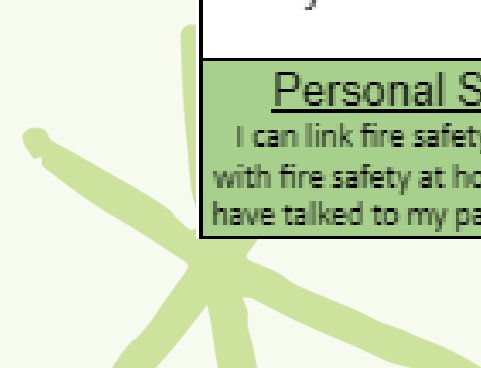 Personal S
I can link fire safety
with fire safety at ho
have talked to my pa